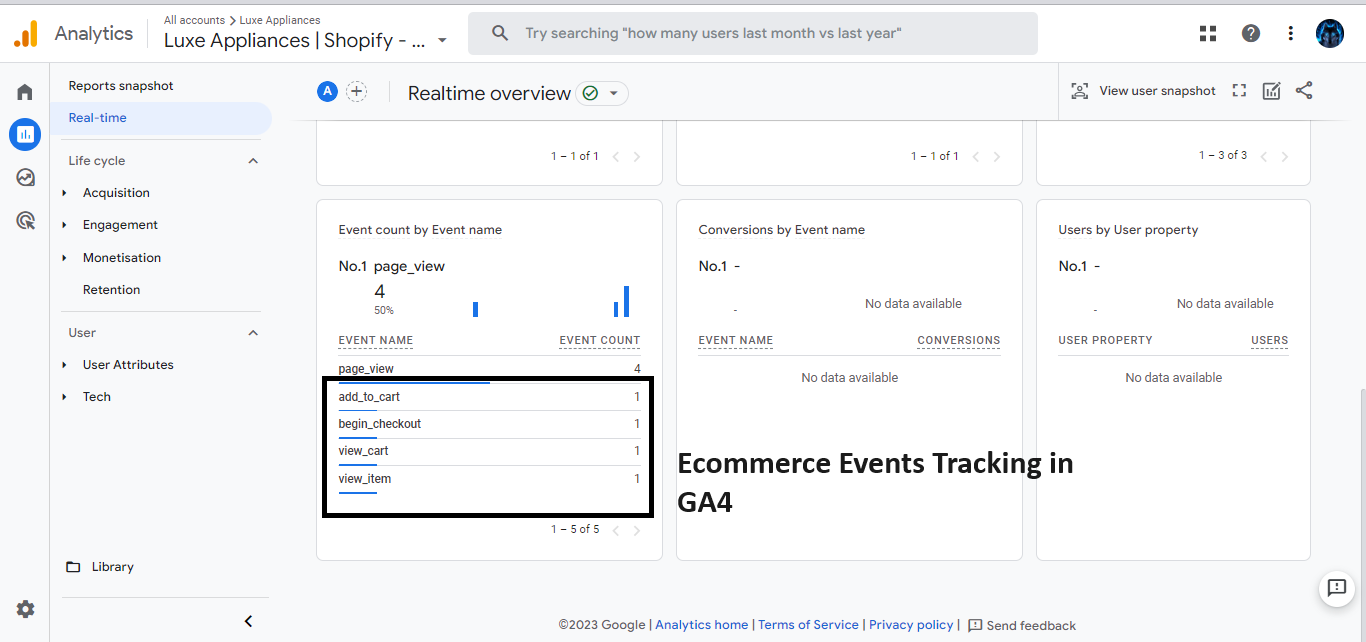 Analytics
All accounts > Luxe Appliances
Luxe Appliances | Shopify - ...
Try searching "how many users last month vs last year"
Reports snapshot
Real-time
Life cycle
Acquisition
Engagement
Monetisation
Retention
User
User Attributes
Tech
Library
A
Realtime overview
View user snapshot
1 – 1 of 1
1 – 1 of 1
1 – 3 of 3
Event count by Event name
No.1 page_view
4
50%
EVENT NAME EVENT COUNT
page_view 4
add_to_cart 1
begin_checkout 1
view_cart 1
view_item 1
1 – 5 of 5
Conversions by Event name
No.1 -
- No data available
EVENT NAME CONVERSIONS
No data available
Users by User property
No.1 -
- No data available
USER PROPERTY USERS
No data available
Ecommerce Events Tracking in
GA4
©2023 Google | Analytics home | Terms of Service | Privacy policy | Send feedback